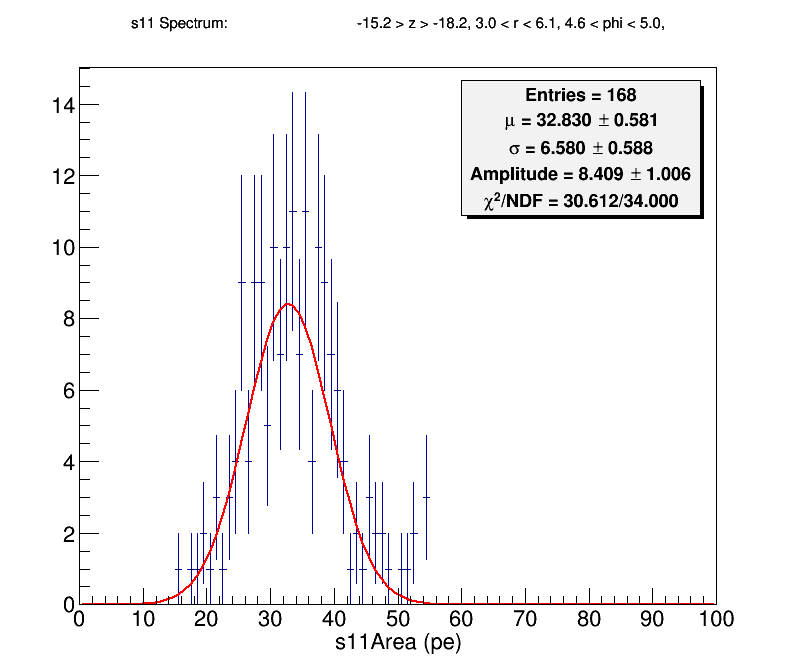 s11 Spectrum: -15.2 > z > -18.2, 3.0 < r < 6.1, 4.6 < phi < 5.0,
Entries = 168
μ = 32.830 ± 0.581
σ = 6.580 ± 0.588
Amplitude = 8.409 ± 1.006
χ²/NDF = 30.612/34.000
14
12
10
8
6
4
2
0
0 10 20 30 40 50 60 70 80 90 100
s11Area (pe)